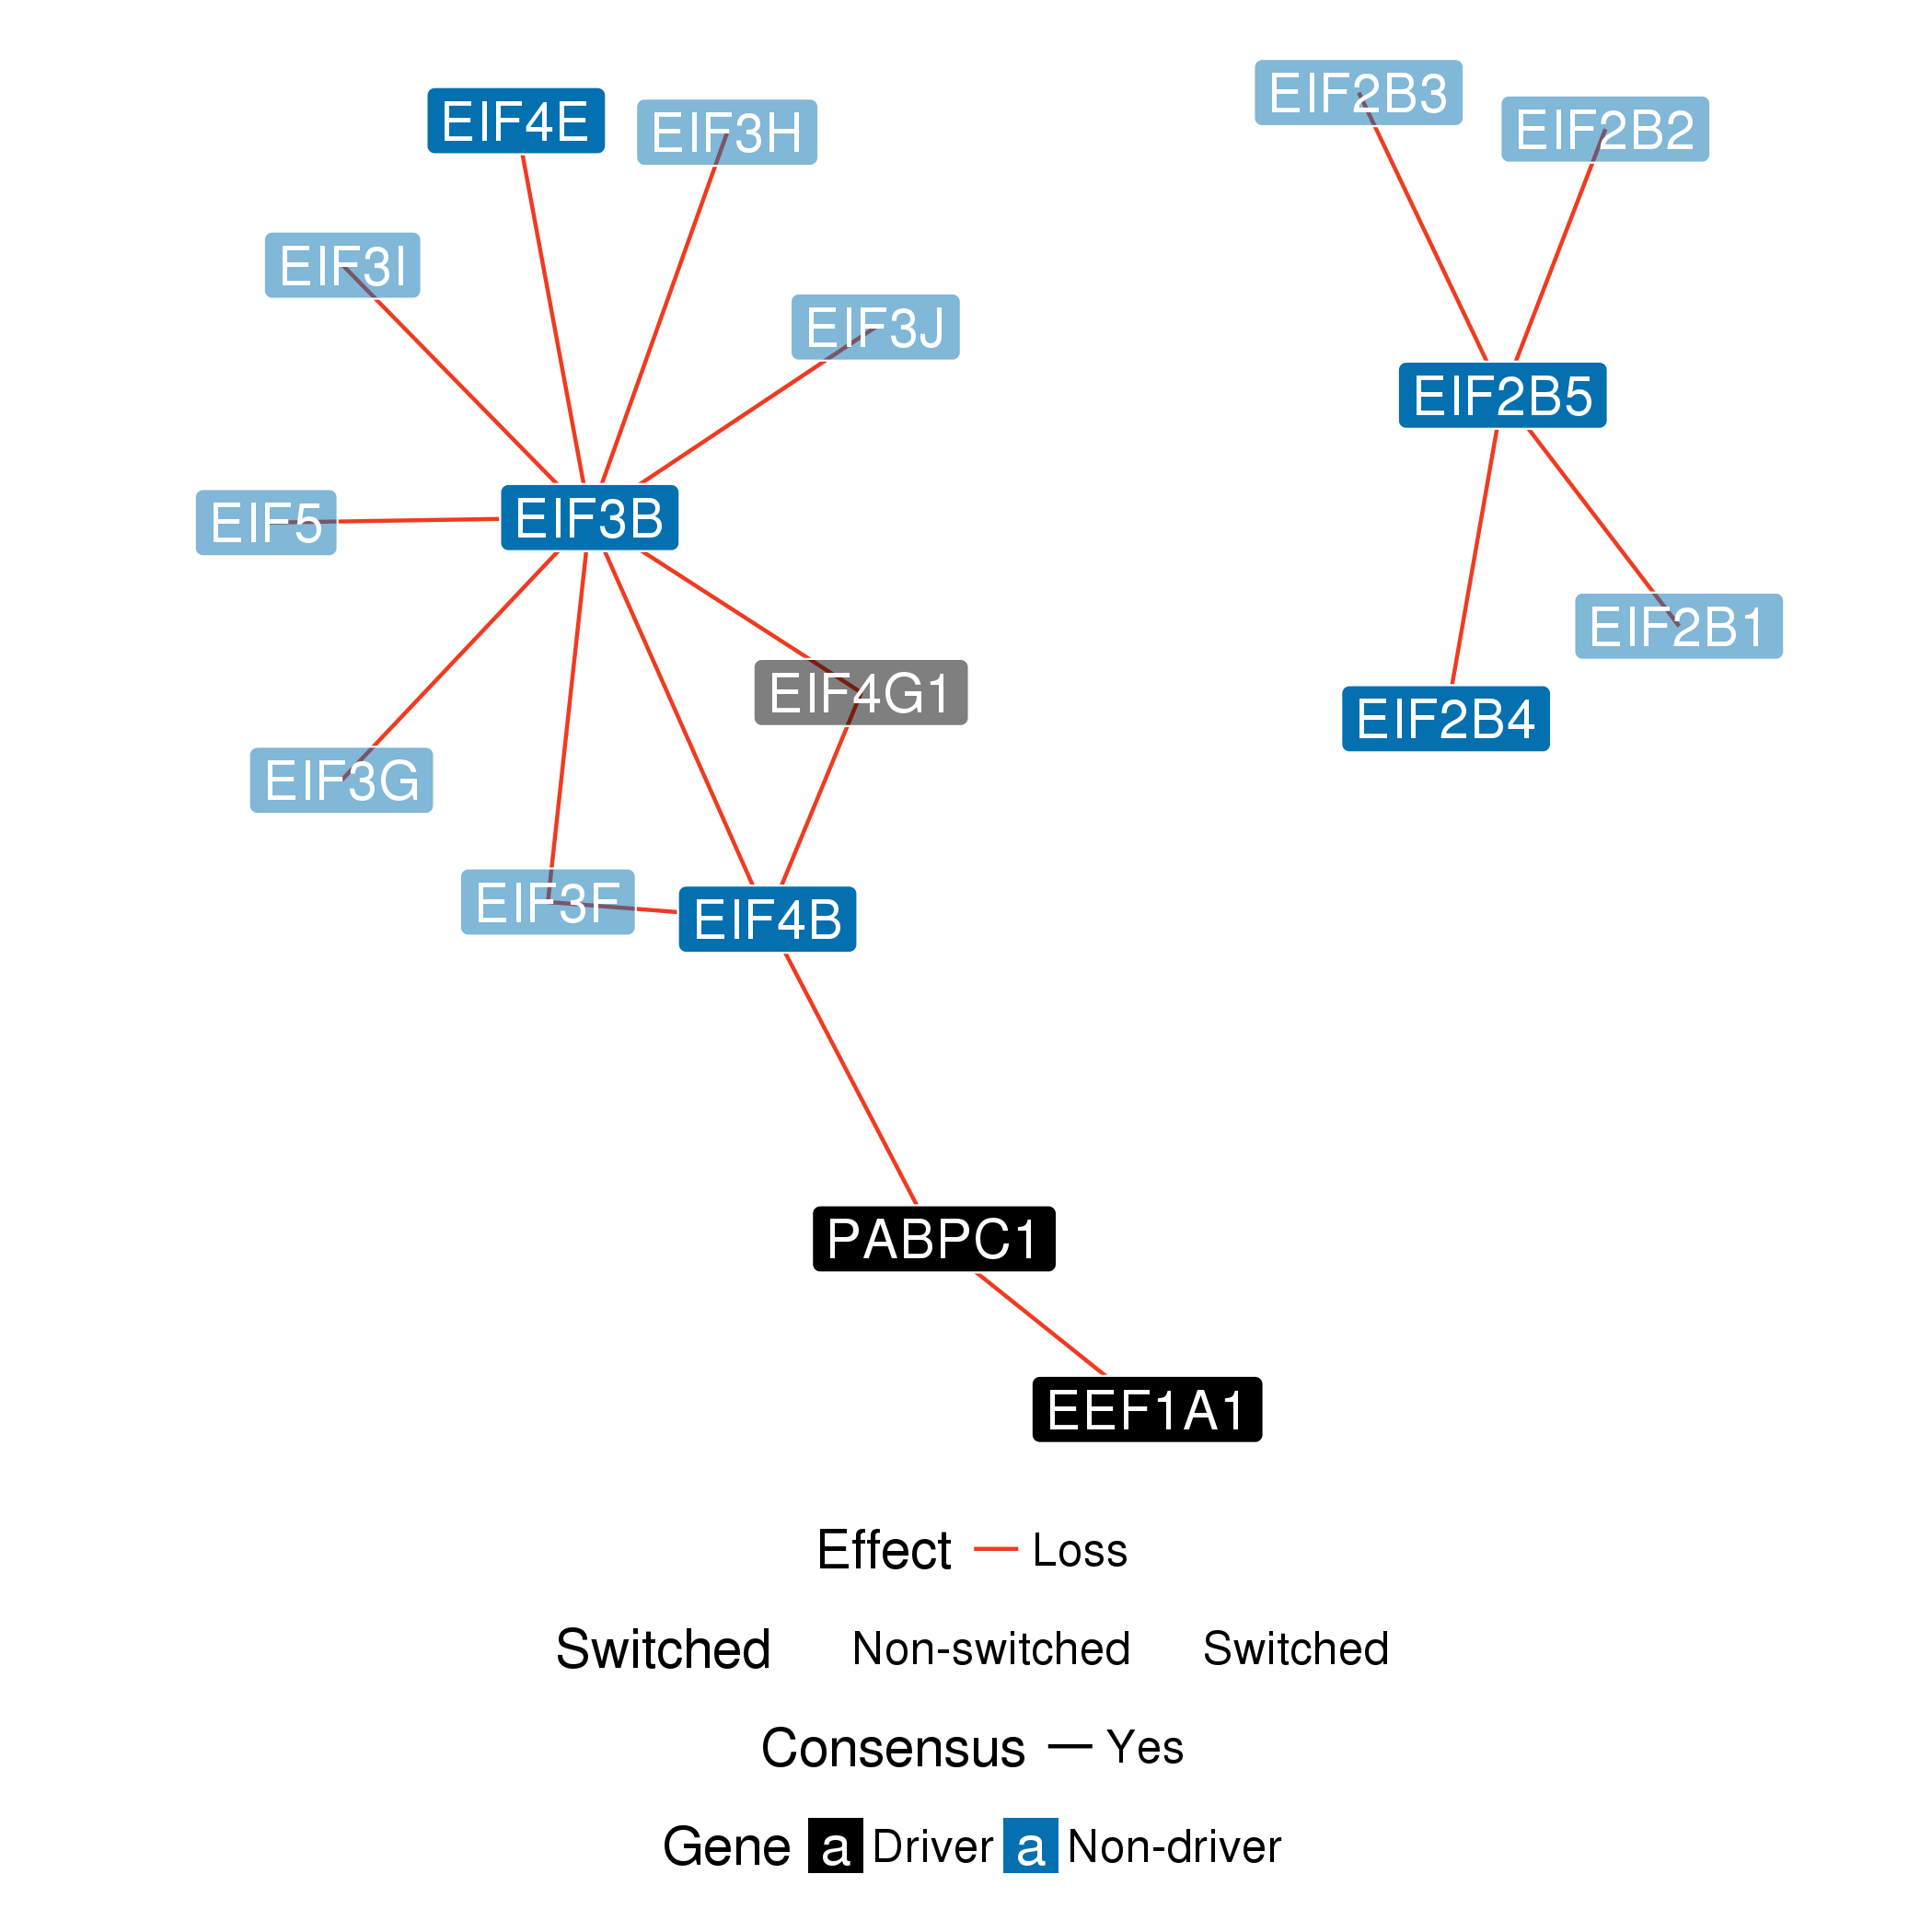 EIF2B3
EIF4E
EIF3H
EIF2B2
EIF3I
EIF3J
EIF2B5
EIF5
EIF3B
EIF2B1
EIF4G1
EIF2B4
EIF3G
EIF3F
EIF4B
PABPC1
EEF1A1
Effect Loss
Switched Non-switched Switched
Consensus Yes
Gene a Driver a Non-driver